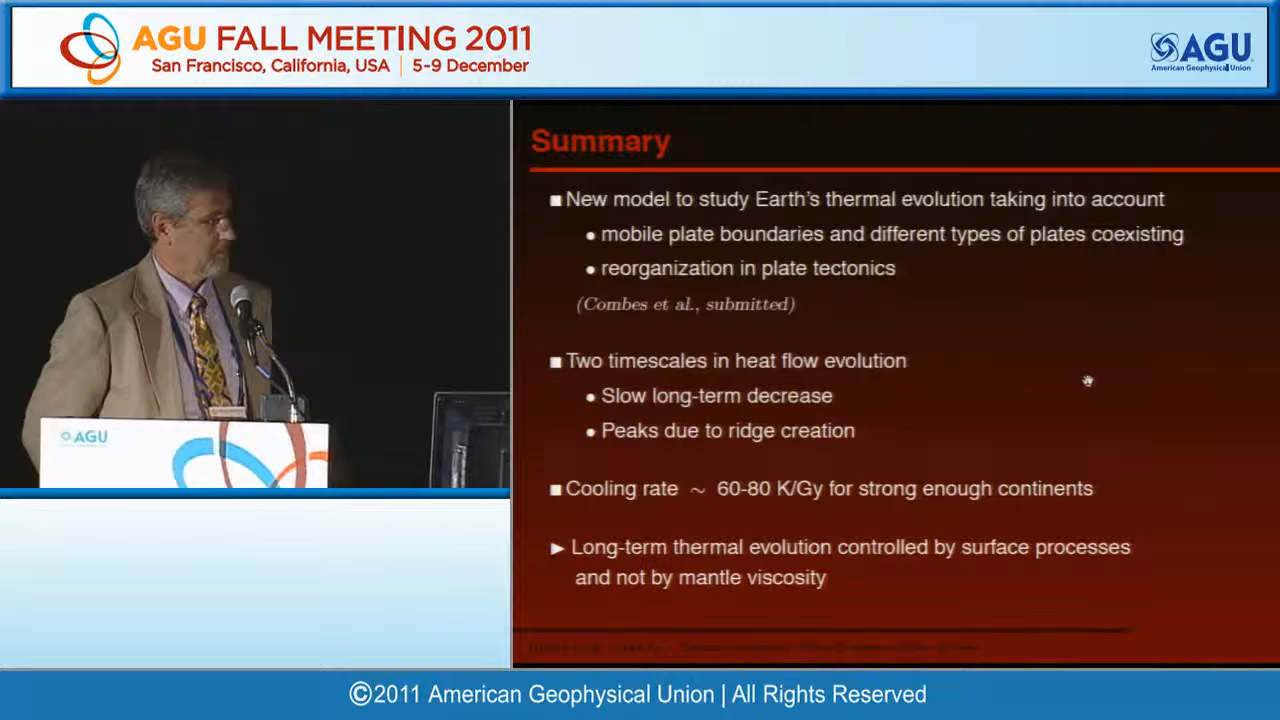 AGU FALL MEETING 2011
San Francisco, California, USA | 5-9 December
AGU
American Geophysical Union
Summary
■ New model to study Earth's thermal evolution taking into account
• mobile plate boundaries and different types of plates coexisting
• reorganization in plate tectonics
(Combes et al., submitted)
■ Two timescales in heat flow evolution
• Slow long-term decrease
• Peaks due to ridge creation
■ Cooling rate ∼ 60-80 K/Gy for strong enough continents
► Long-term thermal evolution controlled by surface processes
and not by mantle viscosity
AGU
©2011 American Geophysical Union | All Rights Reserved